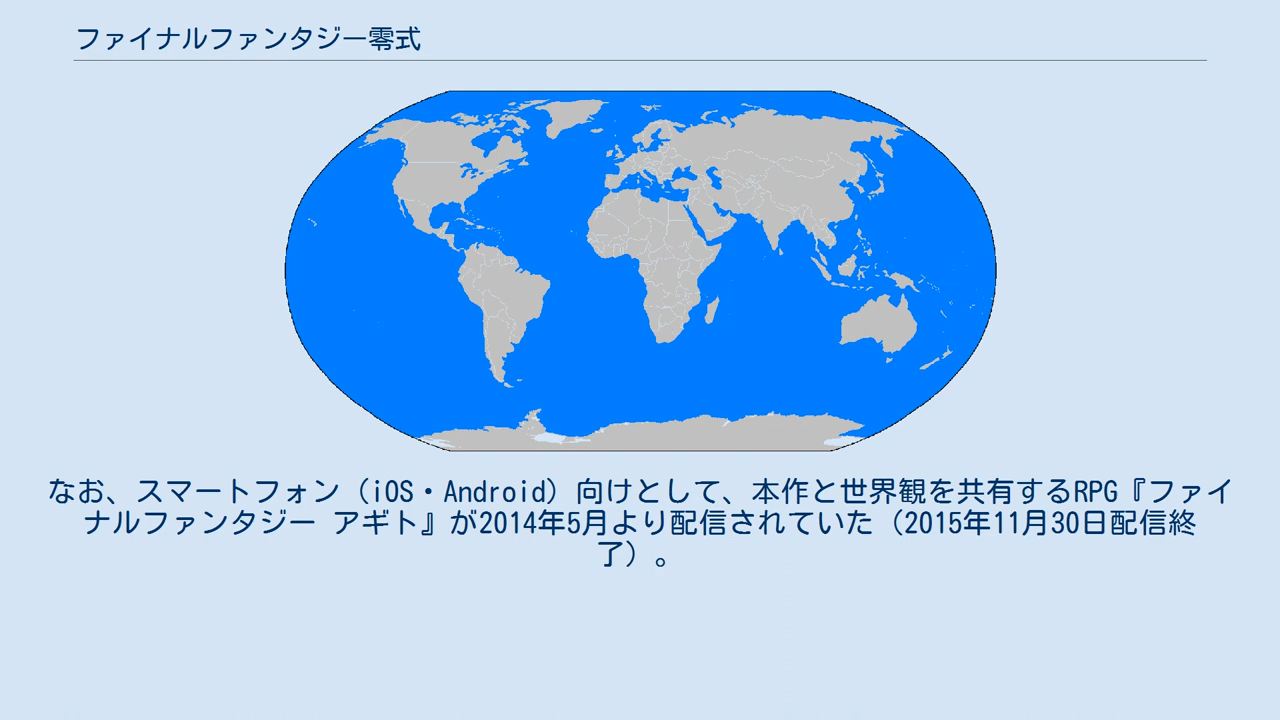 ファイナルファンタジー零式
なお、スマートフォン（iOS・Android）向けとして、本作と世界観を共有するRPG『ファイ
ナルファンタジー アギト』が2014年5月より配信されていた（2015年11月30日配信終
了）。